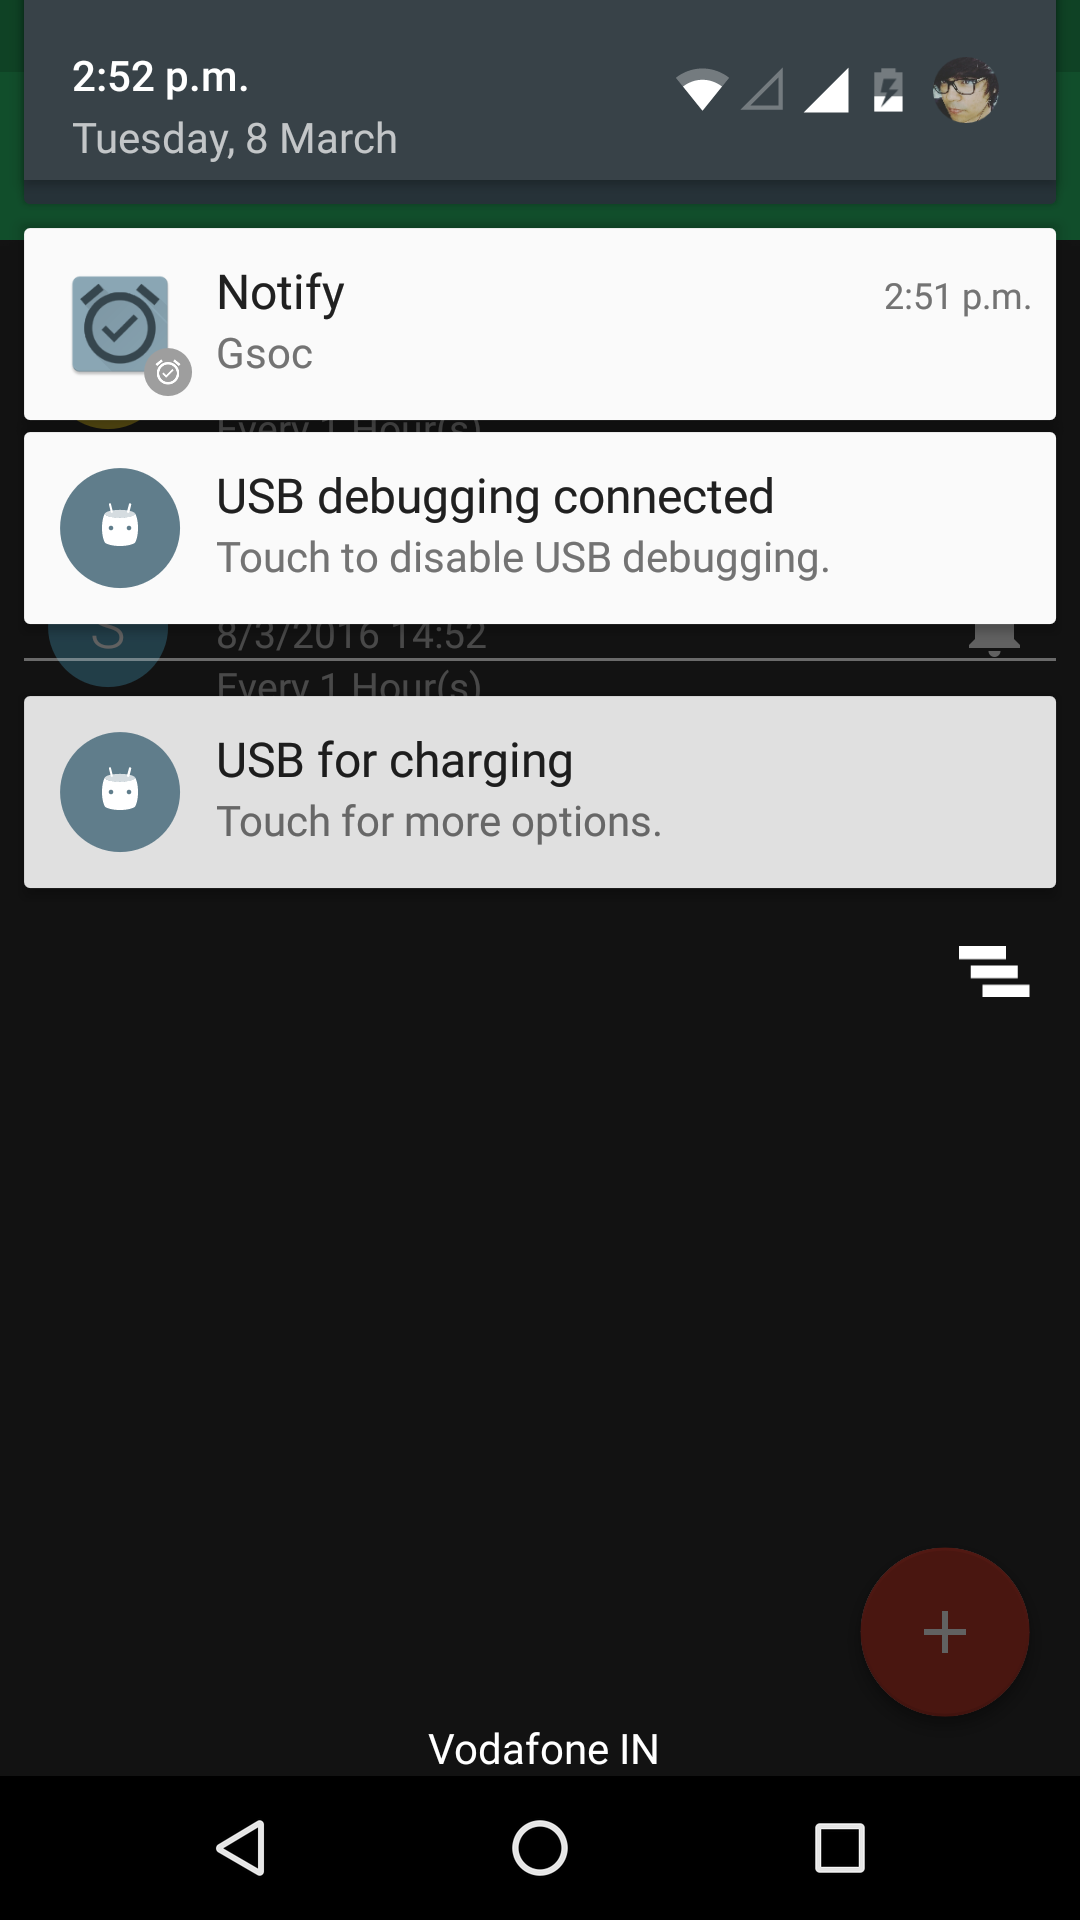 2:52 p.m.
Tuesday, 8 March
Notify 2:51 p.m.
Gsoc
Every 1 Hour(s)
USB debugging connected
Touch to disable USB debugging.
S 8/3/2016 14:52
Every 1 Hour(s)
USB for charging
Touch for more options.
Vodafone IN